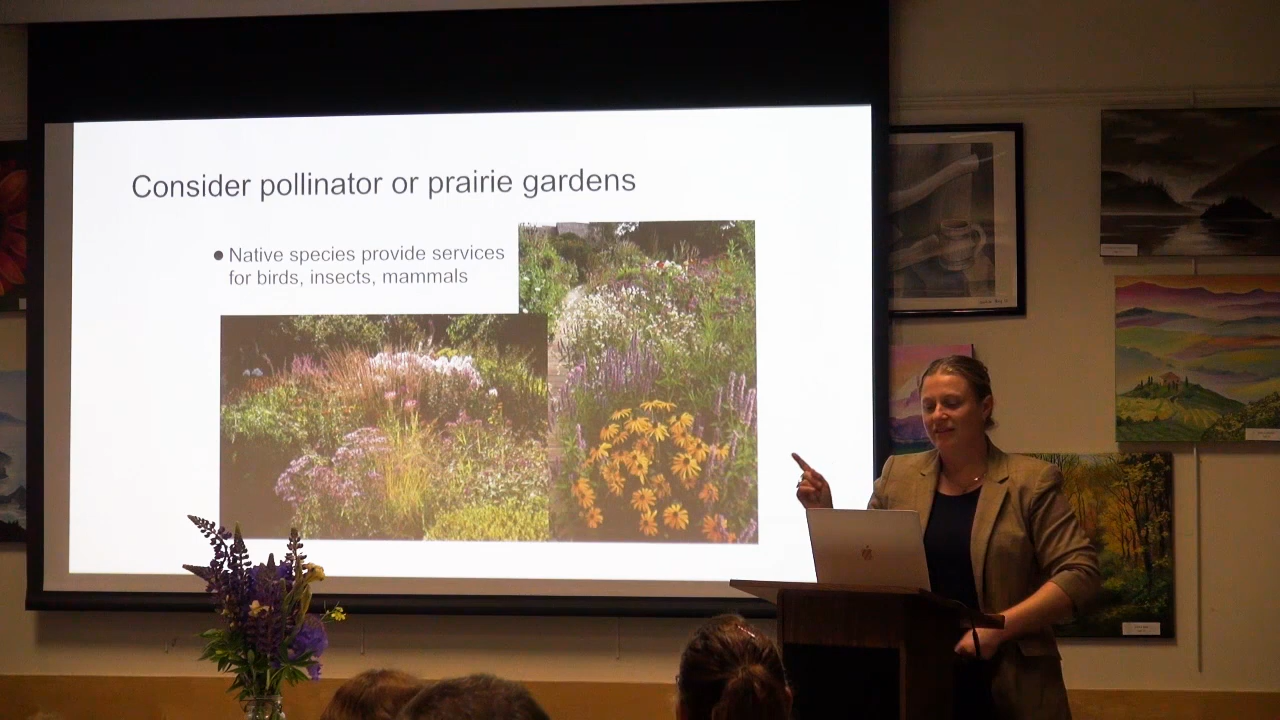 Consider pollinator or prairie gardens
● Native species provide services
for birds, insects, mammals